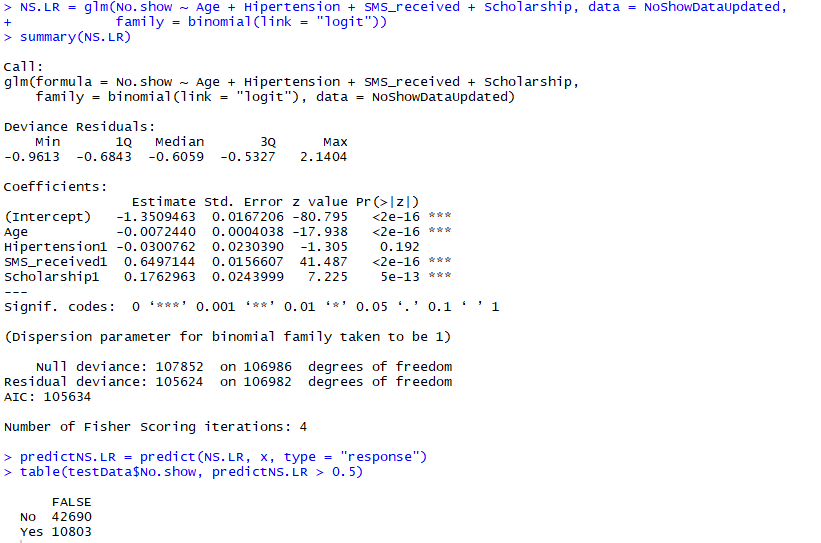 > NS.LR = glm(No.show ~ Age + Hipertension + SMS_received + Scholarship, data = NoShowDataUpdated,
+ family = binomial(link = "logit"))
> summary(NS.LR)
Call:
glm(formula = No.show ~ Age + Hipertension + SMS_received + Scholarship,
family = binomial(link = "logit"), data = NoShowDataUpdated)
Deviance Residuals:
Min 1Q Median 3Q Max
-0.9613 -0.6843 -0.6059 -0.5327 2.1404
Coefficients:
Estimate Std. Error z value Pr(>|z|)
(Intercept) -1.3509463 0.0167206 -80.795 <2e-16 ***
Age -0.0072440 0.0004038 -17.938 <2e-16 ***
Hipertension1 -0.0300762 0.0230390 -1.305 0.192
SMS_received1 0.6497144 0.0156607 41.487 <2e-16 ***
Scholarship1 0.1762963 0.0243999 7.225 5e-13 ***
---
Signif. codes: 0 ‘***’ 0.001 ‘**’ 0.01 ‘*’ 0.05 ‘.’ 0.1 ‘ ’ 1
(Dispersion parameter for binomial family taken to be 1)
Null deviance: 107852 on 106986 degrees of freedom
Residual deviance: 105624 on 106982 degrees of freedom
AIC: 105634
Number of Fisher Scoring iterations: 4
> predictNS.LR = predict(NS.LR, x, type = "response")
> table(testData$No.show, predictNS.LR > 0.5)
FALSE
No 42690
Yes 10803